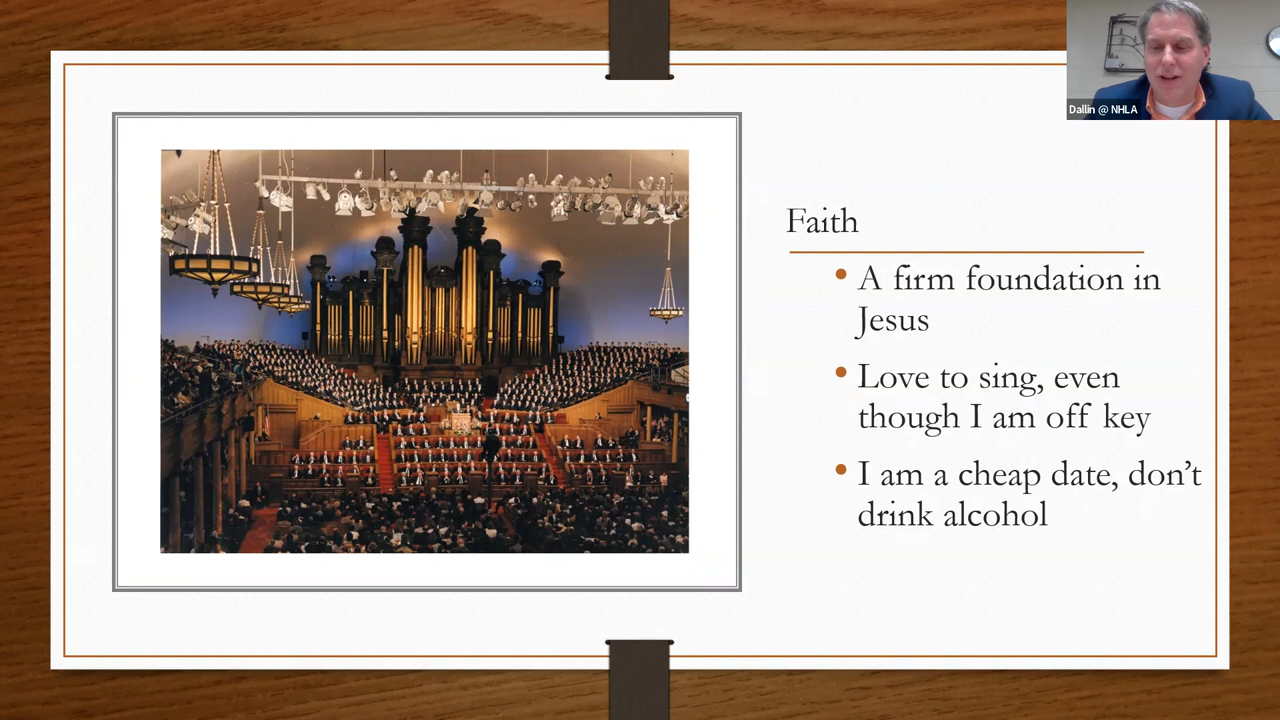 Dallin @ NHLA
Faith
A firm foundation in
Jesus
Love to sing, even
though I am off key
I am a cheap date, don’t
drink alcohol